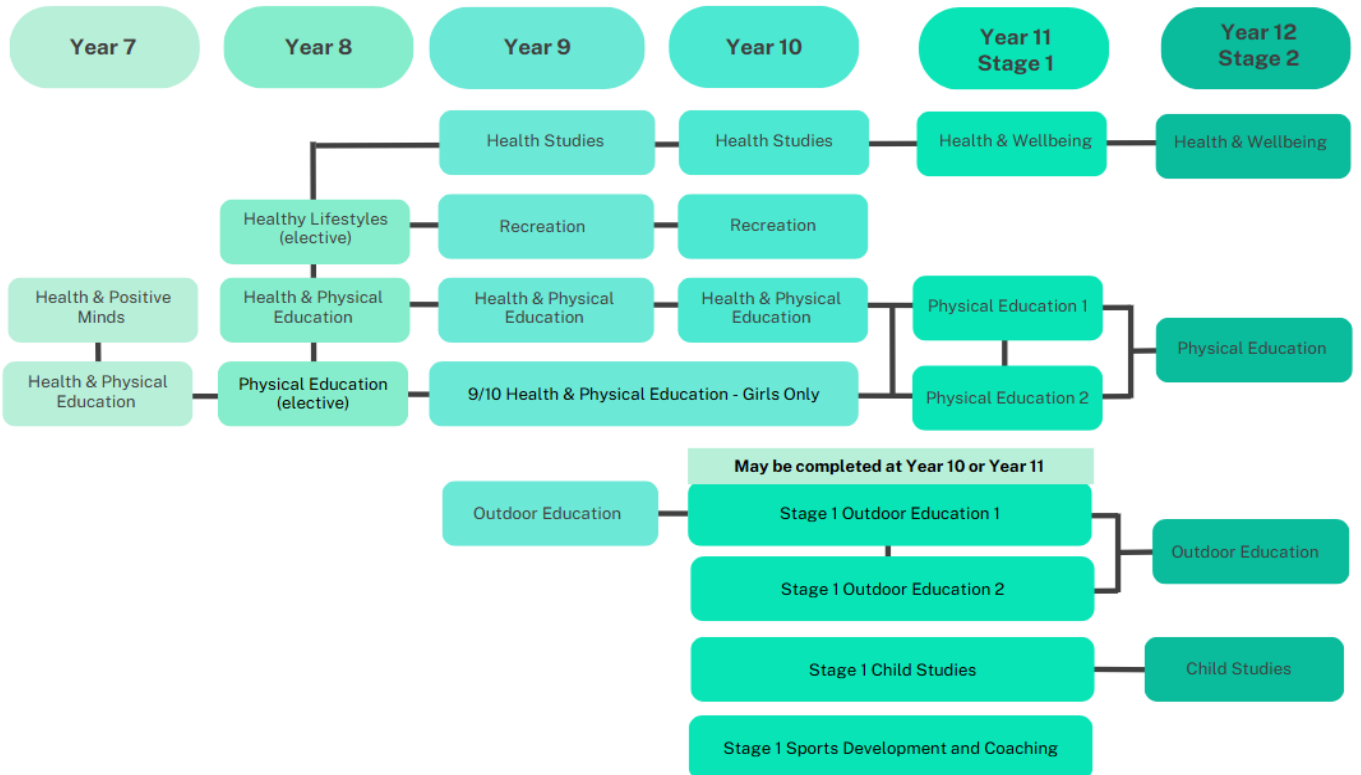 Year 7
Year 8
Year 9
Year 10
Year 11
Stage 1
Year 12
Stage 2
Health Studies
Health Studies
Health & Wellbeing
Health & Wellbeing
Healthy Lifestyles
(elective)
Recreation
Recreation
Health & Positive
Minds
Health & Physical
Education
Health & Physical
Education
Health & Physical
Education
Physical Education 1
Physical Education
Health & Physical
Education
Physical Education
(elective)
9/10 Health & Physical Education - Girls Only
Physical Education 2
May be completed at Year 10 or Year 11
Outdoor Education
Stage 1 Outdoor Education 1
Outdoor Education
Stage 1 Outdoor Education 2
Stage 1 Child Studies
Child Studies
Stage 1 Sports Development and Coaching